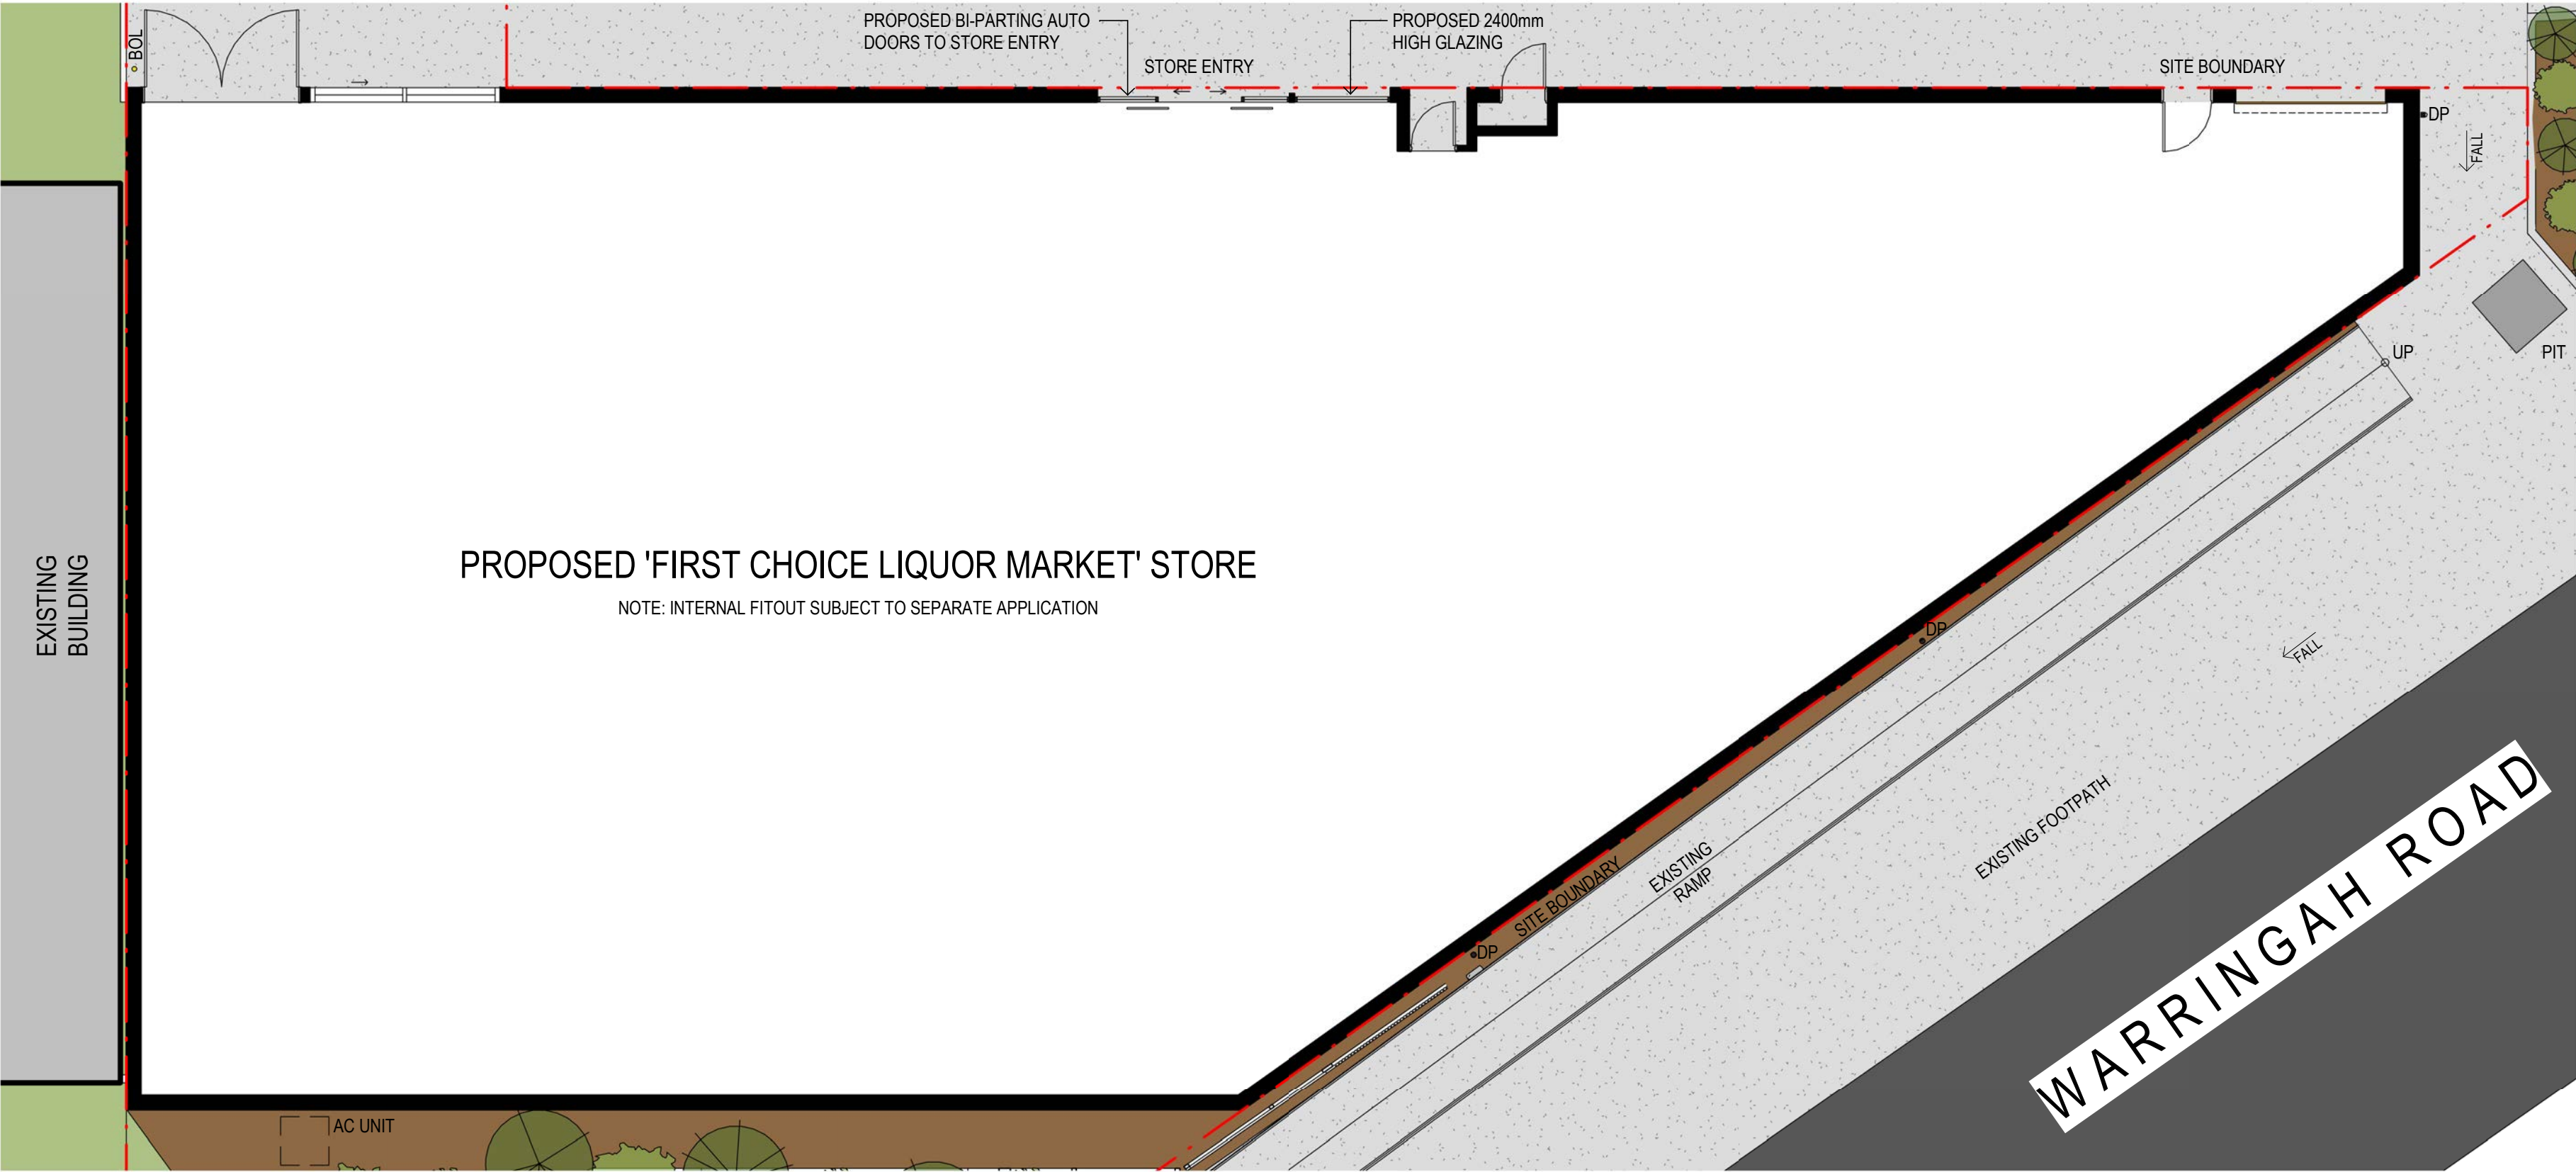 BOL
PROPOSED BI-PARTING AUTO
DOORS TO STORE ENTRY
STORE ENTRY
PROPOSED 2400mm
HIGH GLAZING
SITE BOUNDARY
DP
FALL
UP
PIT
EXISTING
BUILDING
PROPOSED 'FIRST CHOICE LIQUOR MARKET' STORE
NOTE: INTERNAL FITOUT SUBJECT TO SEPARATE APPLICATION
DP
FALL
EXISTING FOOTPATH
WARRINGAH ROAD
EXISTING
RAMP
SITE BOUNDARY
DP
AC UNIT